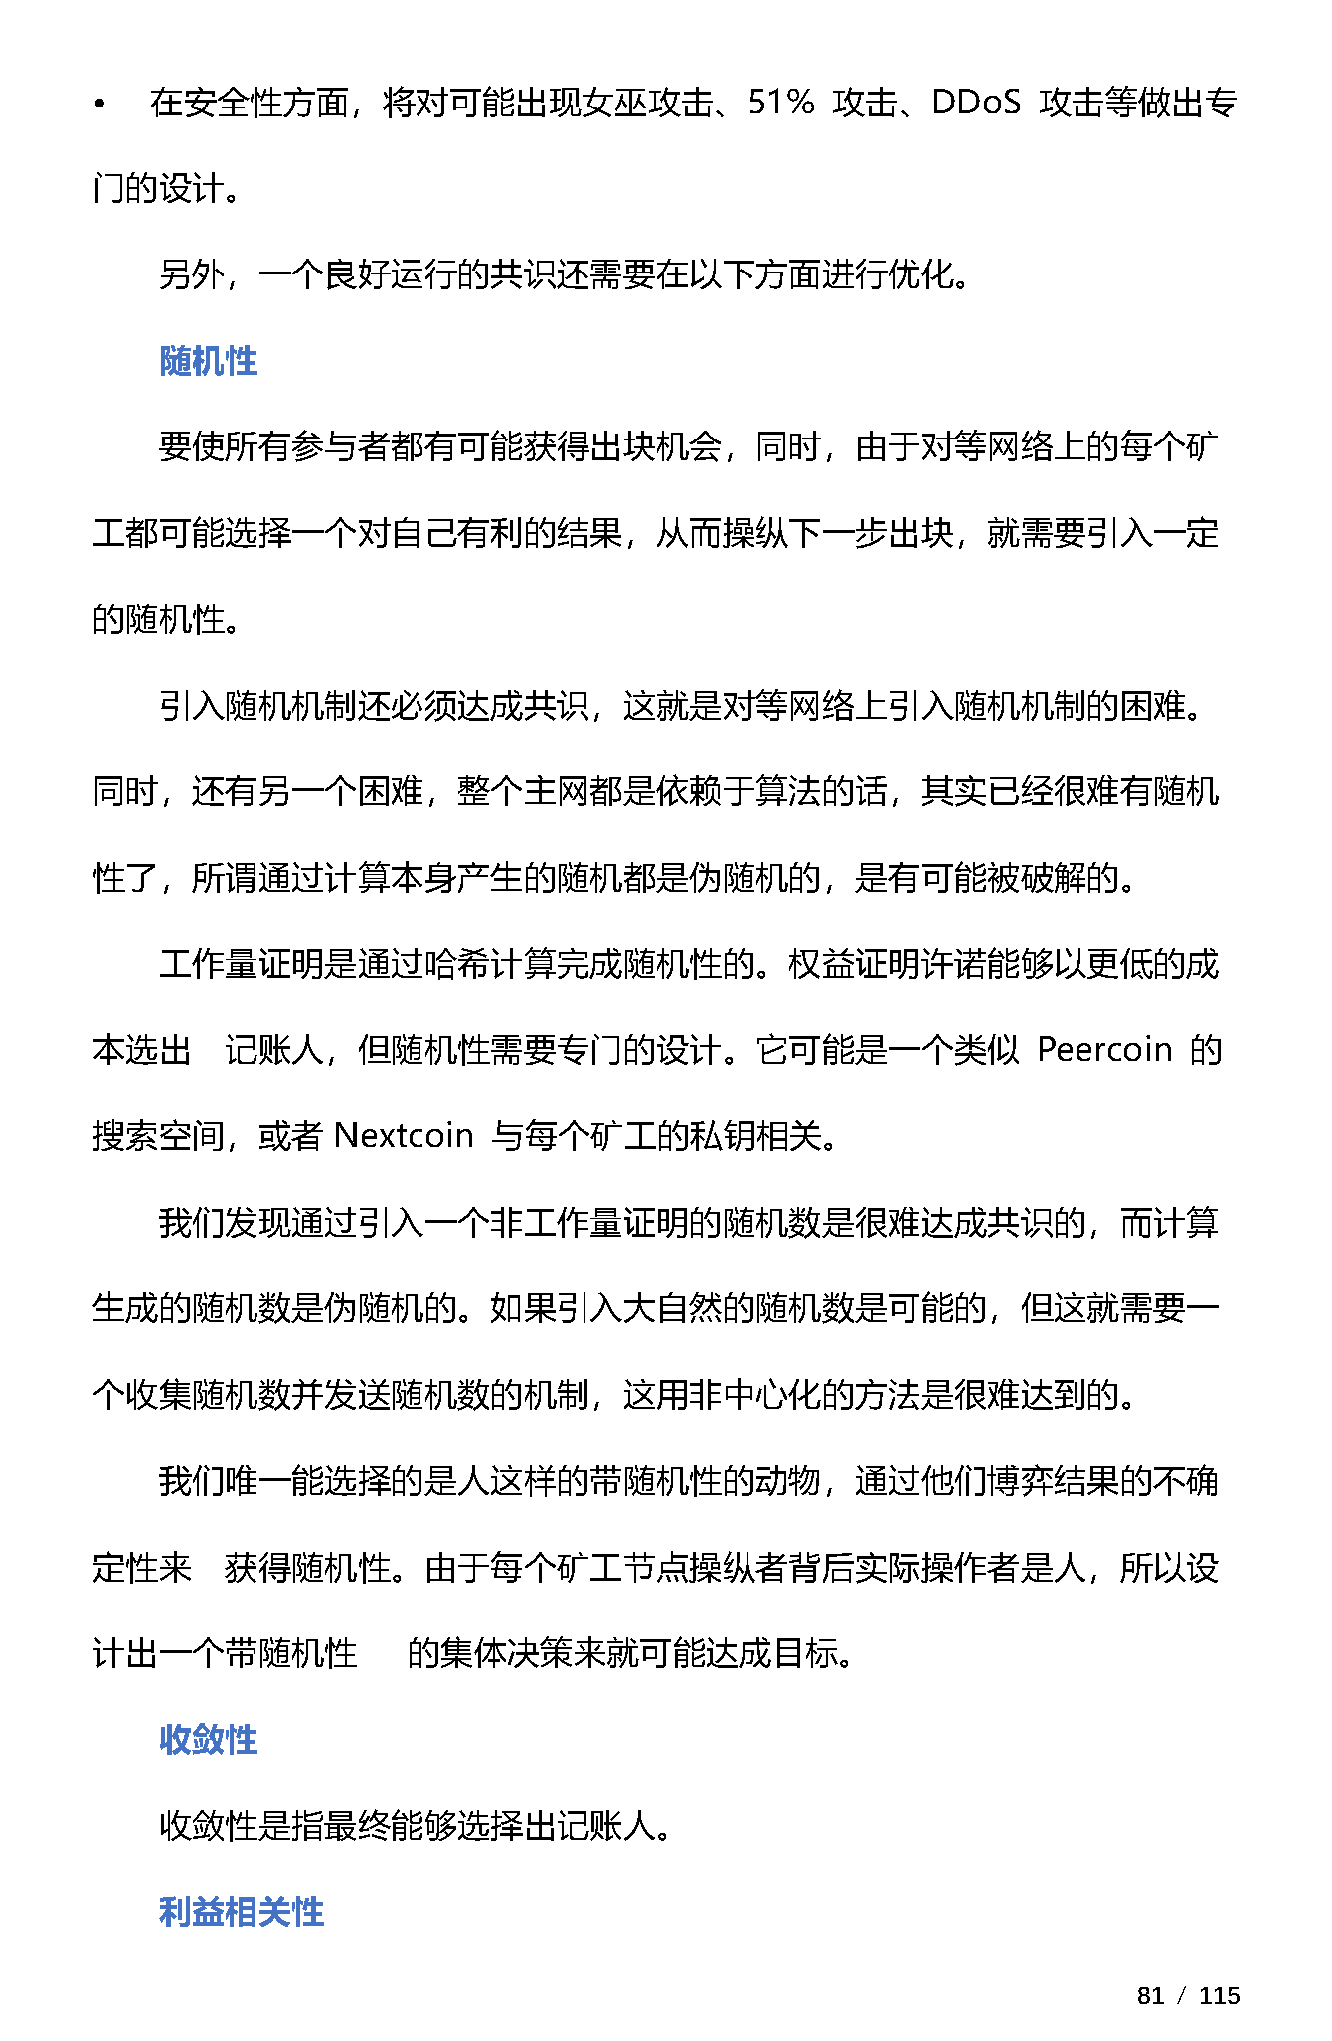 • 在安全性方面，将对可能出现女巫攻击、51% 攻击、DDoS 攻击等做出专
门的设计。
另外，一个良好运行的共识还需要在以下方面进行优化。
随机性
要使所有参与者都有可能获得出块机会，同时，由于对等网络上的每个矿
工都可能选择一个对自己有利的结果，从而操纵下一步出块，就需要引入一定
的随机性。
引入随机机制还必须达成共识，这就是对等网络上引入随机机制的困难。
同时，还有另一个困难，整个主网都是依赖于算法的话，其实已经很难有随机
性了，所谓通过计算本身产生的随机都是伪随机的，是有可能被破解的。
工作量证明是通过哈希计算完成随机性的。权益证明许诺能够以更低的成
本选出 记账人，但随机性需要专门的设计。它可能是一个类似 Peercoin 的
搜索空间，或者 Nextcoin 与每个矿工的私钥相关。
我们发现通过引入一个非工作量证明的随机数是很难达成共识的，而计算
生成的随机数是伪随机的。如果引入大自然的随机数是可能的，但这就需要一
个收集随机数并发送随机数的机制，这用非中心化的方法是很难达到的。
我们唯一能选择的是人这样的带随机性的动物，通过他们博弈结果的不确
定性来 获得随机性。由于每个矿工节点操纵者背后实际操作者是人，所以设
计出一个带随机性 的集体决策来就可能达成目标。
收敛性
收敛性是指最终能够选择出记账人。
利益相关性
81 / 115